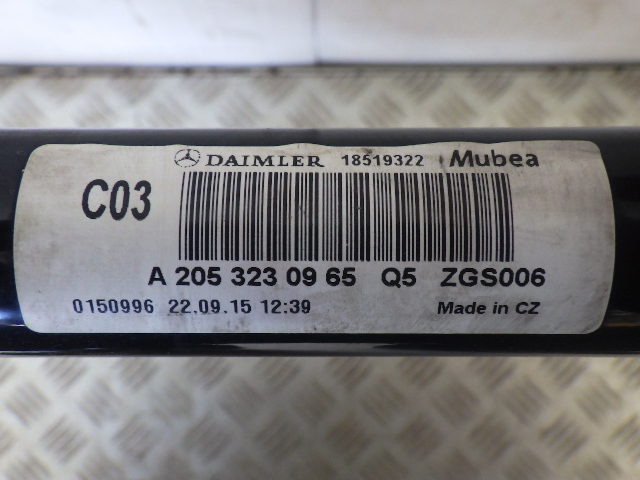 DAIMLER 18519322 Mubea
C03
A 205 323 09 65 Q5 ZGS006
0150996 22.09.15 12:39 Made in CZ